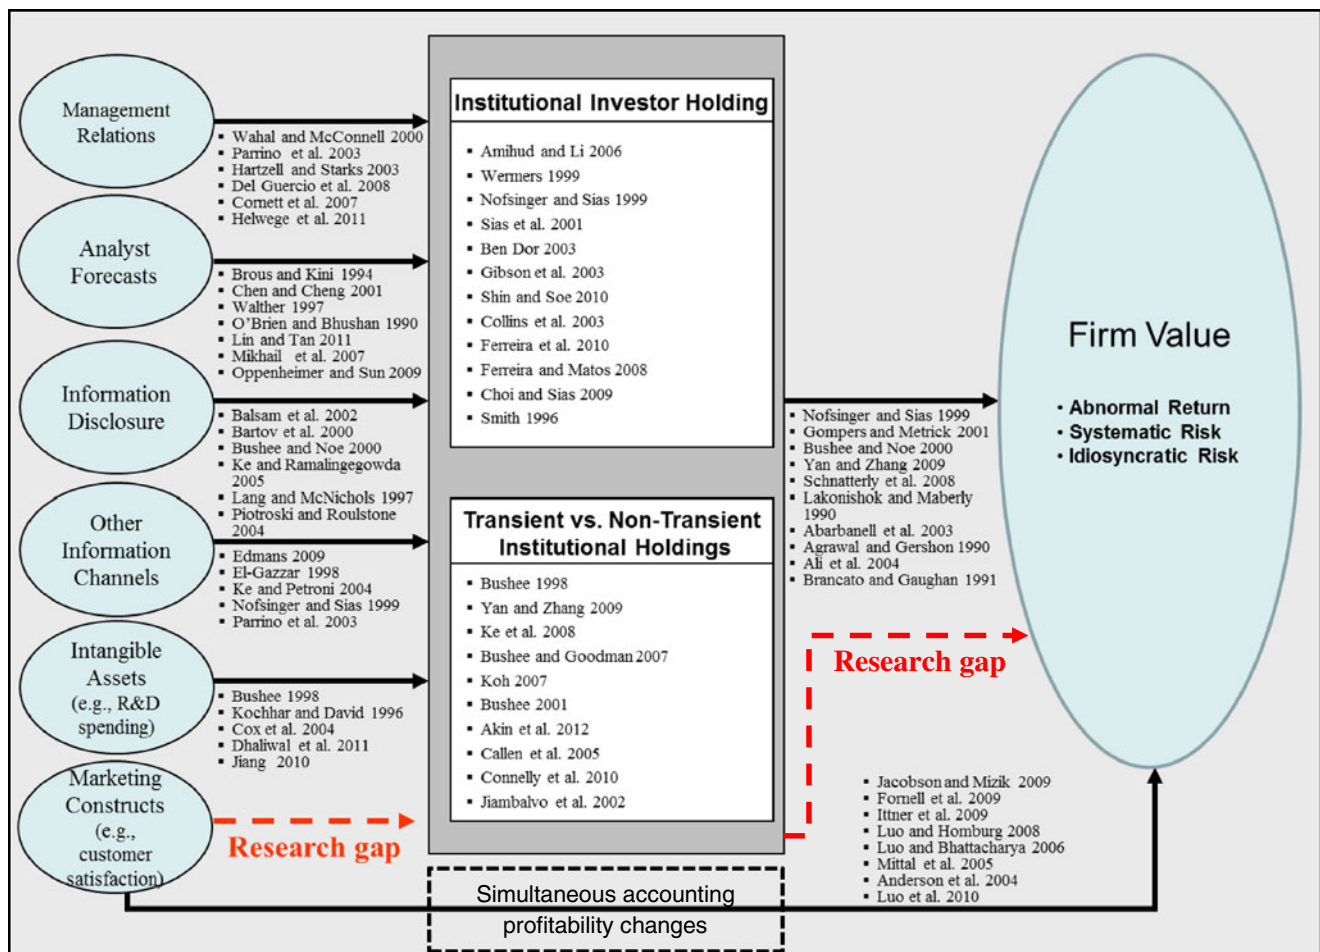 Management
Relations
▪ Wahal and McConnell 2000
▪ Parrino et al. 2003
▪ Hartzell and Starks 2003
▪ Del Guercio et al. 2008
▪ Cornett et al. 2007
▪ Helwege et al. 2011
Analyst
Forecasts
▪ Brous and Kini 1994
▪ Chen and Cheng 2001
▪ Walther 1997
▪ O'Brien and Bhushan 1990
▪ Lin and Tan 2011
▪ Mikhail et al. 2007
▪ Oppenheimer and Sun 2009
Information
Disclosure
▪ Balsam et al. 2002
▪ Bartov et al. 2000
▪ Bushee and Noe 2000
▪ Ke and Ramalingegowda
2005
▪ Lang and McNichols 1997
▪ Piotroski and Roulstone
2004
Other
Information
Channels
▪ Edmans 2009
▪ El-Gazzar 1998
▪ Ke and Petroni 2004
▪ Nofsinger and Sias 1999
▪ Parrino et al. 2003
Intangible
Assets
(e.g., R&D
spending)
▪ Bushee 1998
▪ Kochhar and David 1996
▪ Cox et al. 2004
▪ Dhaliwal et al. 2011
▪ Jiang 2010
Marketing
Constructs
(e.g.,
customer
satisfaction)
Research gap
Institutional Investor Holding
▪ Amihud and Li 2006
▪ Wermers 1999
▪ Nofsinger and Sias 1999
▪ Sias et al. 2001
▪ Ben Dor 2003
▪ Gibson et al. 2003
▪ Shin and Soe 2010
▪ Collins et al. 2003
▪ Ferreira et al. 2010
▪ Ferreira and Matos 2008
▪ Choi and Sias 2009
▪ Smith 1996
Transient vs. Non-Transient
Institutional Holdings
▪ Bushee 1998
▪ Yan and Zhang 2009
▪ Ke et al. 2008
▪ Bushee and Goodman 2007
▪ Koh 2007
▪ Bushee 2001
▪ Akin et al. 2012
▪ Callen et al. 2005
▪ Connelly et al. 2010
▪ Jiambalvo et al. 2002
Simultaneous accounting
profitability changes
▪ Nofsinger and Sias 1999
▪ Gompers and Metrick 2001
▪ Bushee and Noe 2000
▪ Yan and Zhang 2009
▪ Schnatterly et al. 2008
▪ Lakonishok and Maberly
1990
▪ Abarbanell et al. 2003
▪ Agrawal and Gershon 1990
▪ Ali et al. 2004
▪ Brancato and Gaughan 1991
Research gap
▪ Jacobson and Mizik 2009
▪ Fornell et al. 2009
▪ Ittner et al. 2009
▪ Luo and Homburg 2008
▪ Luo and Bhattacharya 2006
▪ Mittal et al. 2005
▪ Anderson et al. 2004
▪ Luo et al. 2010
Firm Value
• Abnormal Return
• Systematic Risk
• Idiosyncratic Risk